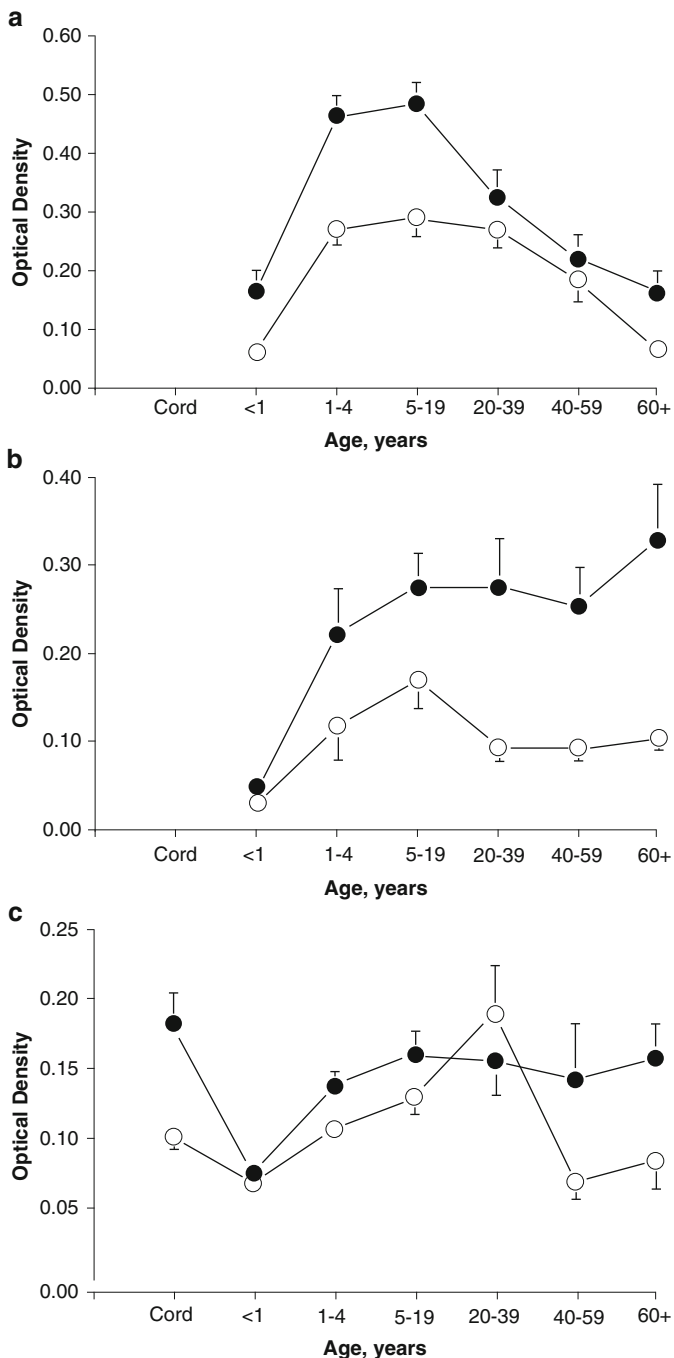 a
0.60
0.50
0.40
0.30
0.20
0.10
0.00
Optical Density
Cord <1 1-4 5-19 20-39 40-59 60+
Age, years
b
0.40
0.30
0.20
0.10
0.00
Optical Density
Cord <1 1-4 5-19 20-39 40-59 60+
Age, years
c
0.25
0.20
0.15
0.10
0.05
0.00
Optical Density
Cord <1 1-4 5-19 20-39 40-59 60+
Age, years